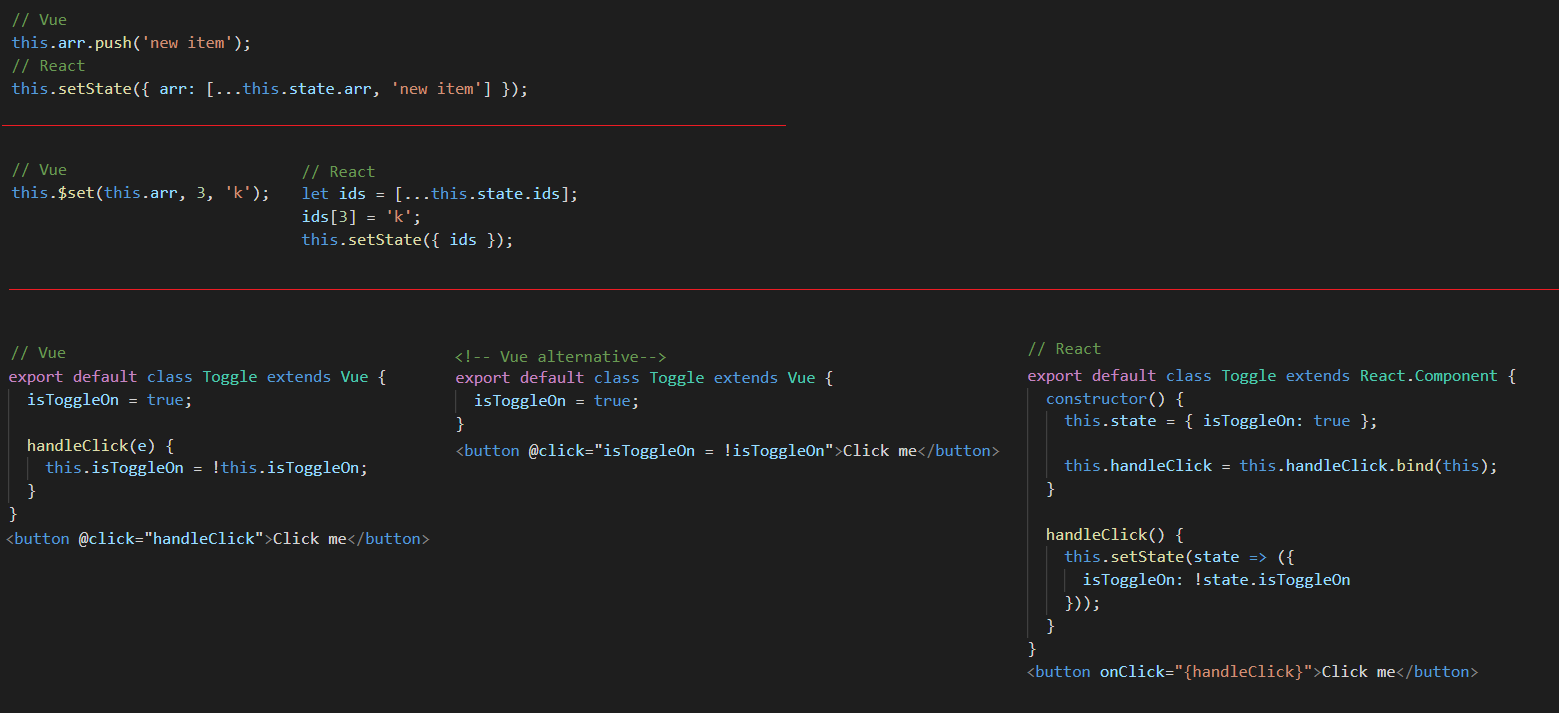 // Vue
this.arr.push('new item');
// React
this.setState({ arr: [...this.state.arr, 'new item'] });
// Vue
this.$set(this.arr, 3, 'k');
// React
let ids = [...this.state.ids];
ids[3] = 'k';
this.setState({ ids });
// Vue
export default class Toggle extends Vue {
isToggleOn = true;
handleClick(e) {
this.isToggleOn = !this.isToggleOn;
}
}
<button @click="handleClick">Click me</button>
<!-- Vue alternative-->
export default class Toggle extends Vue {
isToggleOn = true;
}
<button @click="isToggleOn = !isToggleOn">Click me</button>
// React
export default class Toggle extends React.Component {
constructor() {
this.state = { isToggleOn: true };
this.handleClick = this.handleClick.bind(this);
}
handleClick() {
this.setState(state => ({
isToggleOn: !state.isToggleOn
}));
}
}
<button onClick="{handleClick}">Click me</button>